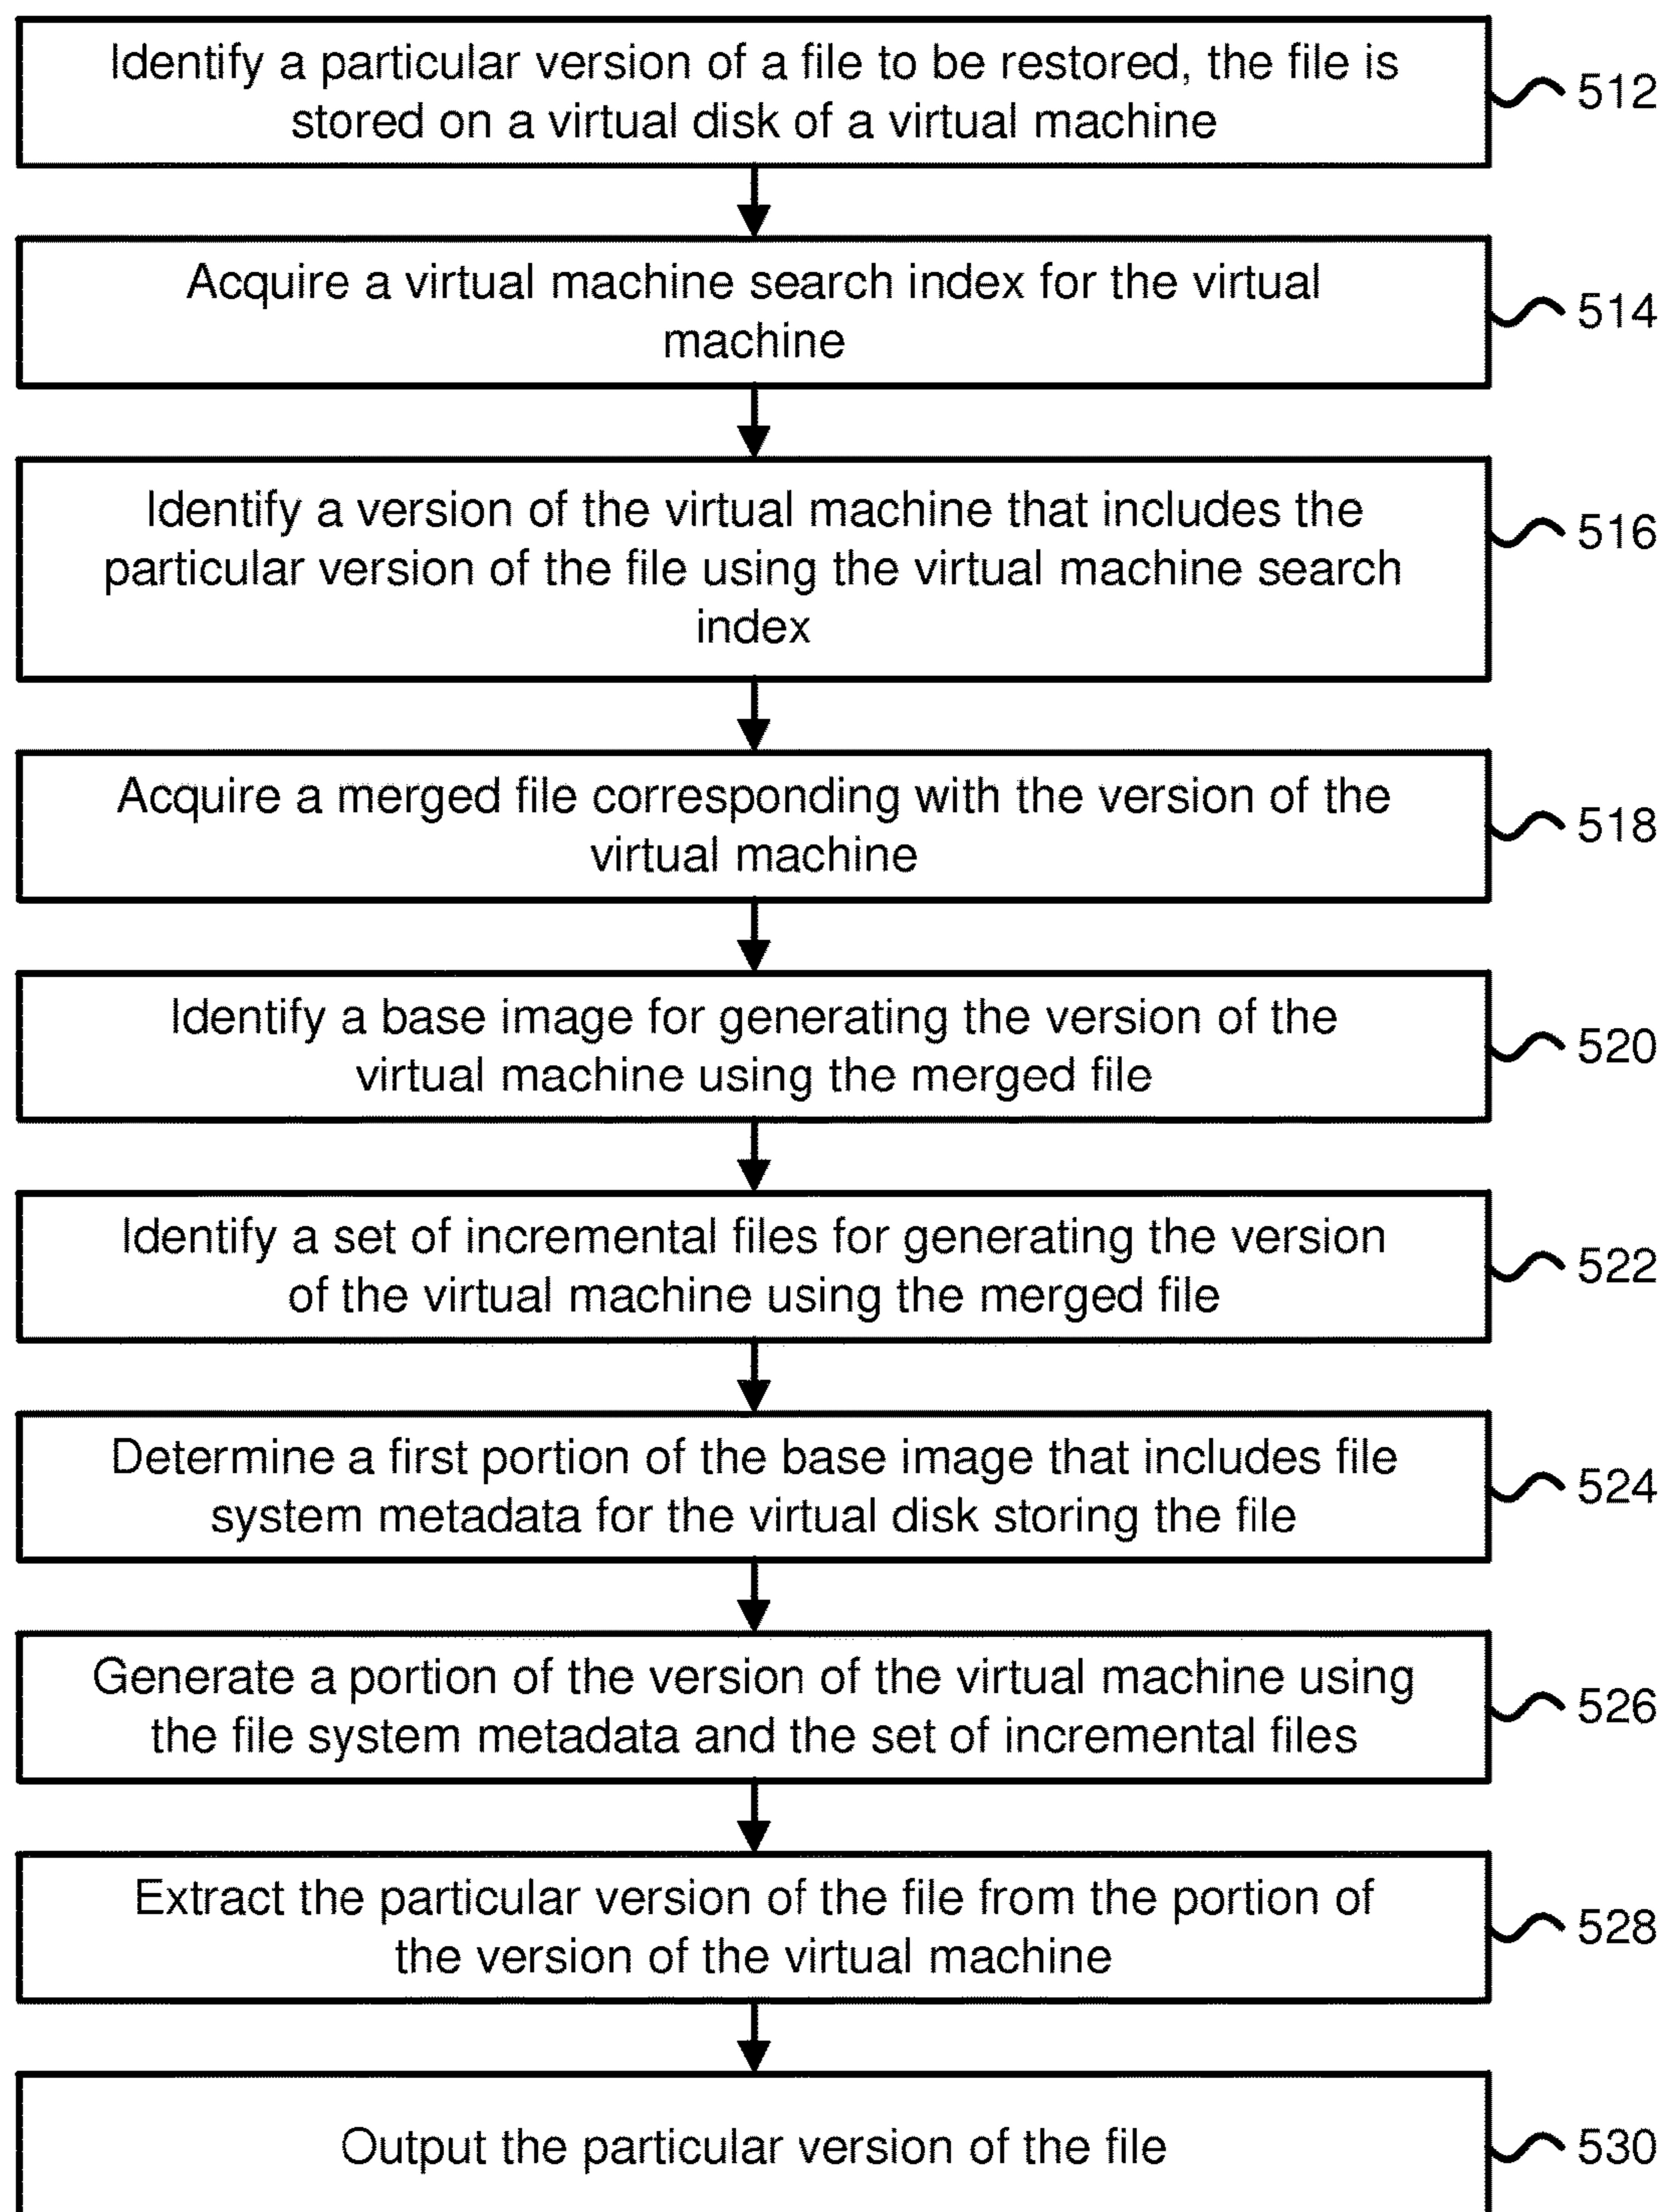 Identify a particular version of a file to be restored, the file is
stored on a virtual disk of a virtual machine
512
Acquire a virtual machine search index for the virtual
machine
514
Identify a version of the virtual machine that includes the
particular version of the file using the virtual machine search
index
516
Acquire a merged file corresponding with the version of the
virtual machine
518
Identify a base image for generating the version of the
virtual machine using the merged file
520
Identify a set of incremental files for generating the version
of the virtual machine using the merged file
522
Determine a first portion of the base image that includes file
system metadata for the virtual disk storing the file
524
Generate a portion of the version of the virtual machine using
the file system metadata and the set of incremental files
526
Extract the particular version of the file from the portion of
the version of the virtual machine
528
Output the particular version of the file
530